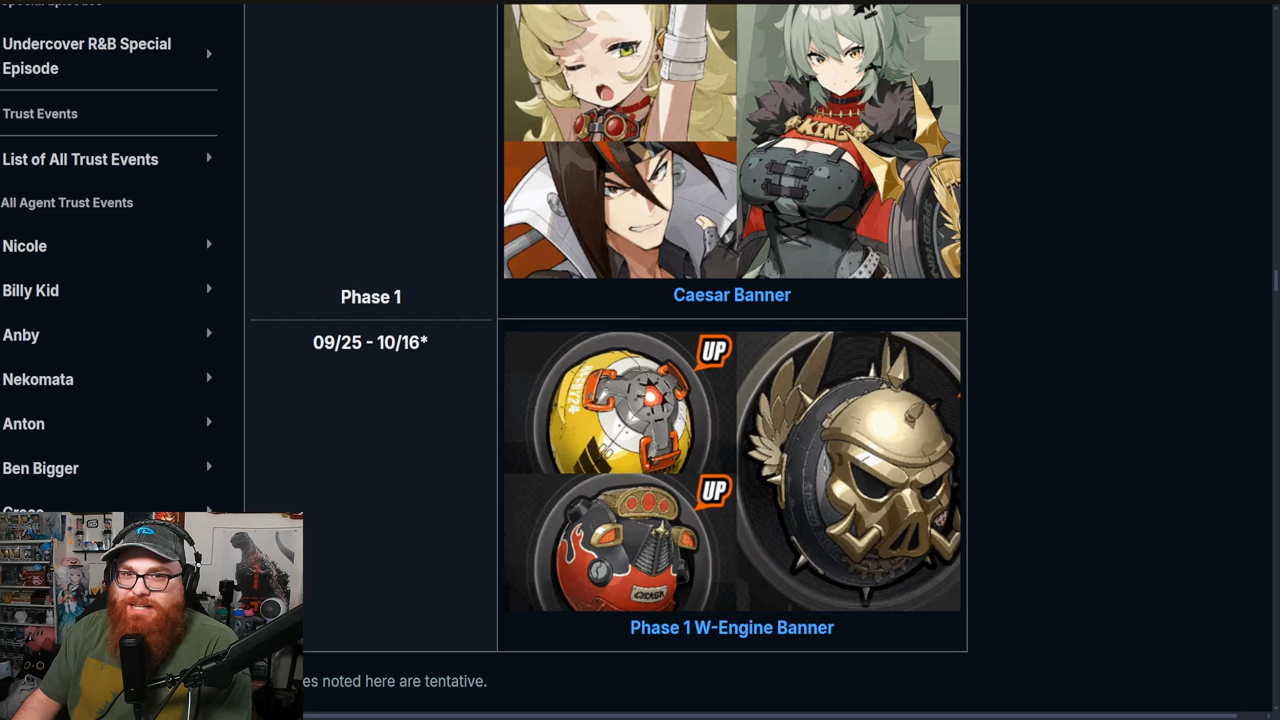 Undercover R&B Special
Episode
Trust Events
List of All Trust Events
All Agent Trust Events
Nicole
Billy Kid
Anby
Nekomata
Anton
Ben Bigger
Phase 1
09/25 - 10/16*
KING
Caesar Banner
UP
UP
Phase 1 W-Engine Banner
es noted here are tentative.